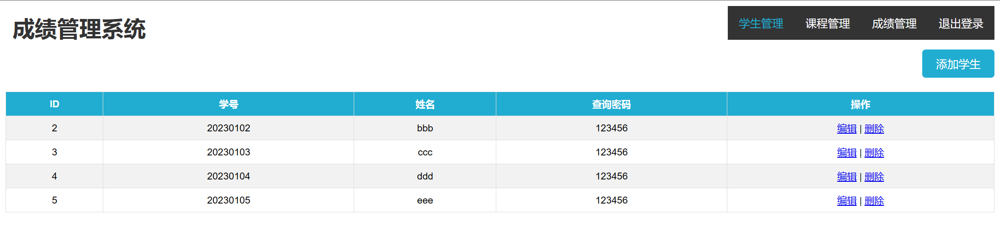 成绩管理系统
学生管理 课程管理 成绩管理 退出登录
添加学生
ID 学号 姓名 查询密码 操作
2 20230102 bbb 123456 编辑 | 删除
3 20230103 ccc 123456 编辑 | 删除
4 20230104 ddd 123456 编辑 | 删除
5 20230105 eee 123456 编辑 | 删除